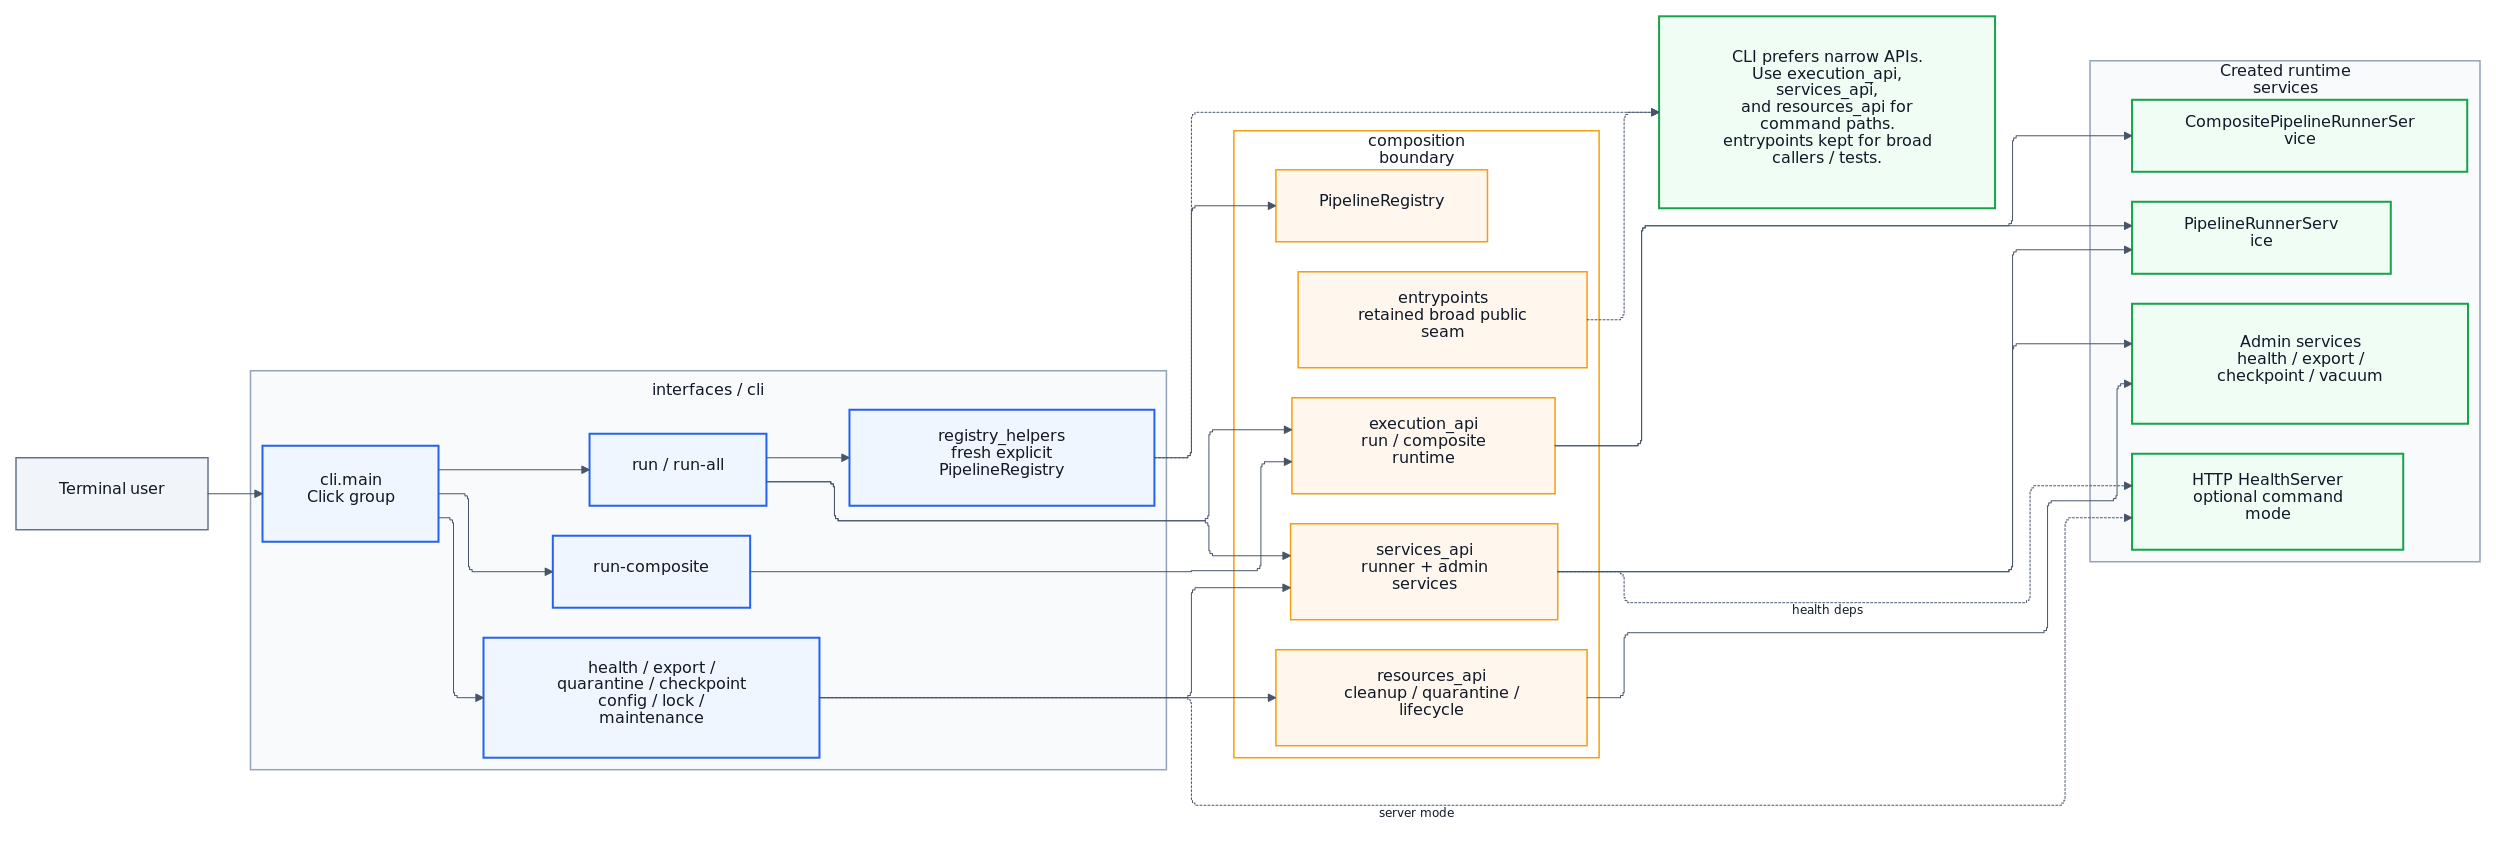 Terminal user
interfaces / cli
cli.main
Click group
run / run-all
registry_helpers
fresh explicit
PipelineRegistry
run-composite
health / export /
quarantine / checkpoint
config / lock /
maintenance
composition
boundary
PipelineRegistry
entrypoints
retained broad public
seam
execution_api
run / composite
runtime
services_api
runner + admin
services
resources_api
cleanup / quarantine /
lifecycle
CLI prefers narrow APIs.
Use execution_api,
services_api,
and resources_api for
command paths.
entrypoints kept for broad
callers / tests.
health deps
server mode
Created runtime
services
CompositePipelineRunnerSer
vice
PipelineRunnerServ
ice
Admin services
health / export /
checkpoint / vacuum
HTTP HealthServer
optional command
mode